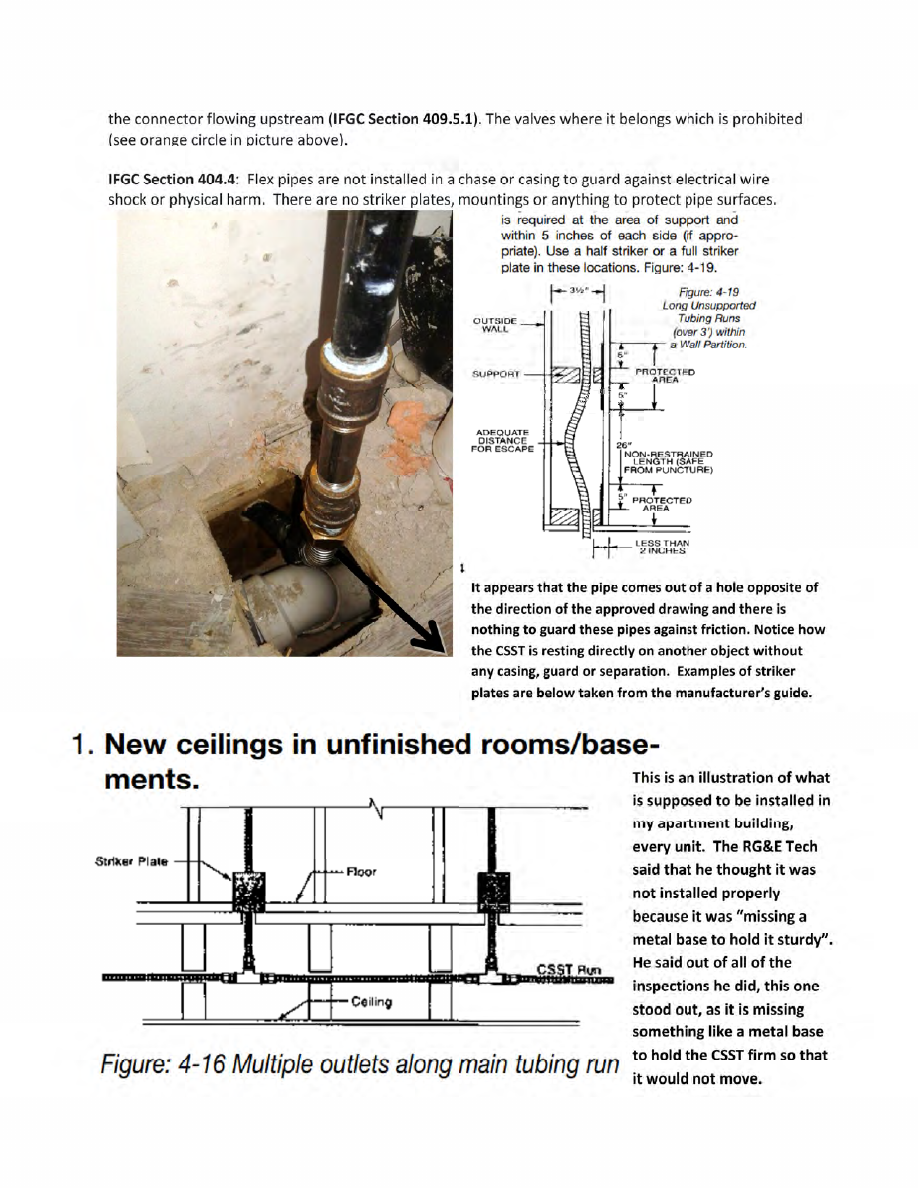 the connector flowing upstream (IFGC Section 409.5.1). The valves where it belongs which is prohibited
(see orange circle in picture above).
IFGC Section 404.4: Flex pipes are not installed in a chase or casing to guard against electrical wire
shock or physical harm. There are no striker plates, mountings or anything to protect pipe surfaces.
is required at the area of support and
within 5 inches of each side (if appro-
priate). Use a half striker or a full striker
plate in these locations. Figure: 4-19.
3½"
Figure: 4-19
Long Unsupported
Tubing Runs
(over 3') within
a Wall Partition.
OUTSIDE
WALL
5"
SUPPORT
PROTECTED
AREA
5"
ADEQUATE
DISTANCE
FOR ESCAPE
26"
NON-RESTRAINED
LENGTH (SAFE
FROM PUNCTURE)
5"
PROTECTED
AREA
LESS THAN
2 INCHES
It appears that the pipe comes out of a hole opposite of
the direction of the approved drawing and there is
nothing to guard these pipes against friction. Notice how
the CSST is resting directly on another object without
any casing, guard or separation. Examples of striker
plates are below taken from the manufacturer's guide.
1. New ceilings in unfinished rooms/base-
ments.
Striker Plate
Floor
CSST Run
Ceiling
Figure: 4-16 Multiple outlets along main tubing run
This is an illustration of what
is supposed to be installed in
my apartment building,
every unit. The RG&E Tech
said that he thought it was
not installed properly
because it was "missing a
metal base to hold it sturdy".
He said out of all of the
inspections he did, this one
stood out, as it is missing
something like a metal base
to hold the CSST firm so that
it would not move.